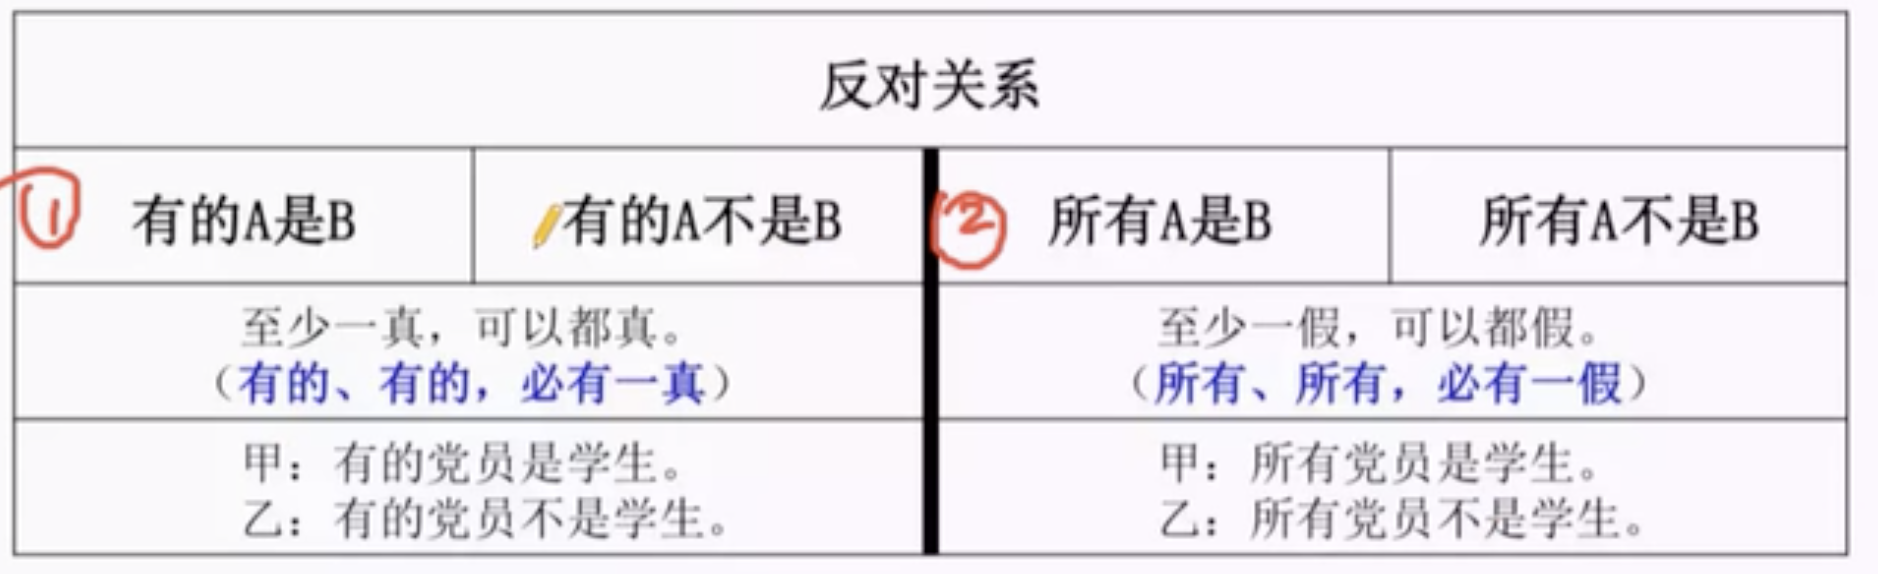 反对关系
① 有的A是B 有的A不是B ② 所有A是B 所有A不是B
至少一真，可以都真。
（有的、有的，必有一真）
至少一假，可以都假。
（所有、所有，必有一假）
甲：有的党员是学生。
乙：有的党员不是学生。
甲：所有党员是学生。
乙：所有党员不是学生。